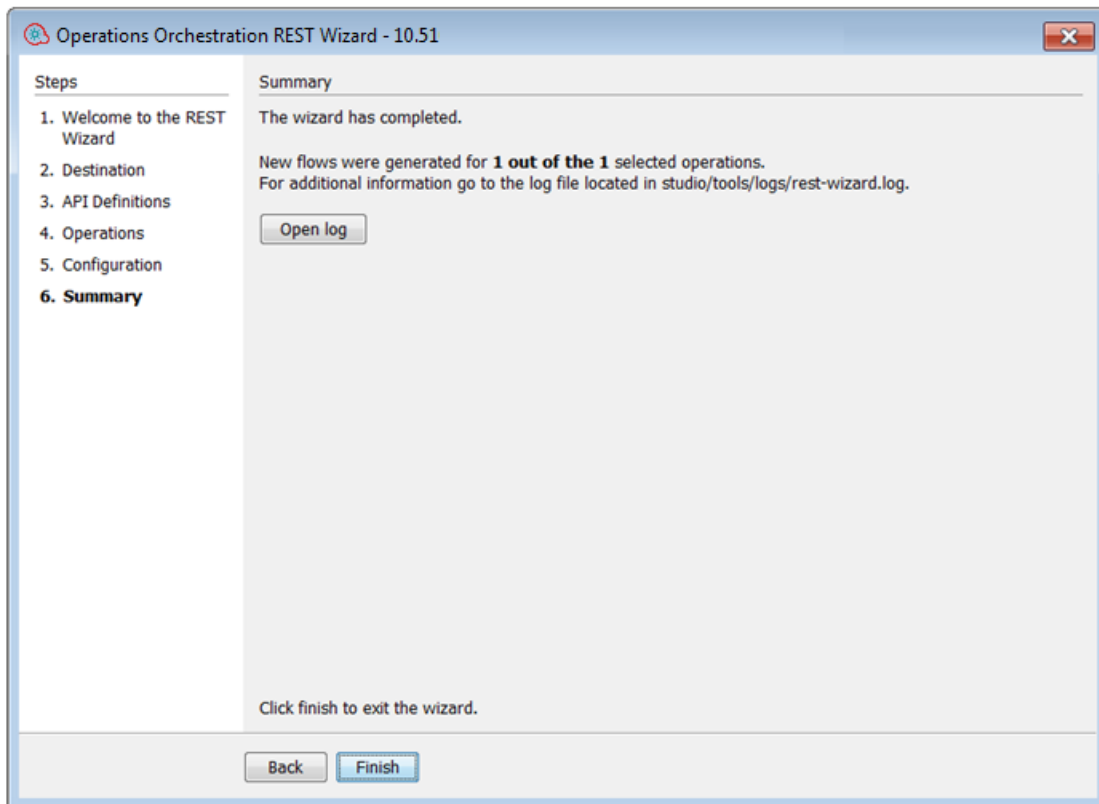 Operations Orchestration REST Wizard - 10.51
Steps
1. Welcome to the REST
Wizard
2. Destination
3. API Definitions
4. Operations
5. Configuration
6. Summary
Summary
The wizard has completed.
New flows were generated for 1 out of the 1 selected operations.
For additional information go to the log file located in studio/tools/logs/rest-wizard.log.
Open log
Click finish to exit the wizard.
Back
Finish